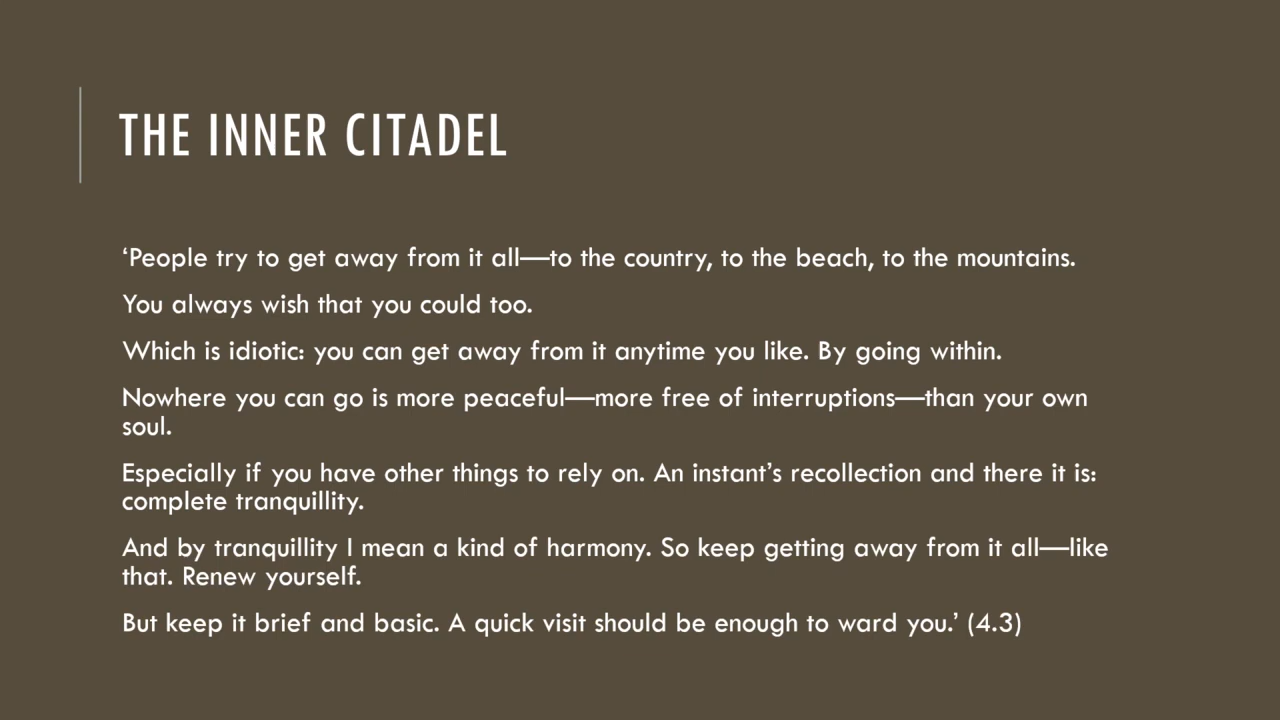 THE INNER CITADEL
‘People try to get away from it all—to the country, to the beach, to the mountains.
You always wish that you could too.
Which is idiotic: you can get away from it anytime you like. By going within.
Nowhere you can go is more peaceful—more free of interruptions—than your own
soul.
Especially if you have other things to rely on. An instant’s recollection and there it is:
complete tranquillity.
And by tranquillity I mean a kind of harmony. So keep getting away from it all—like
that. Renew yourself.
But keep it brief and basic. A quick visit should be enough to ward you.’ (4.3)